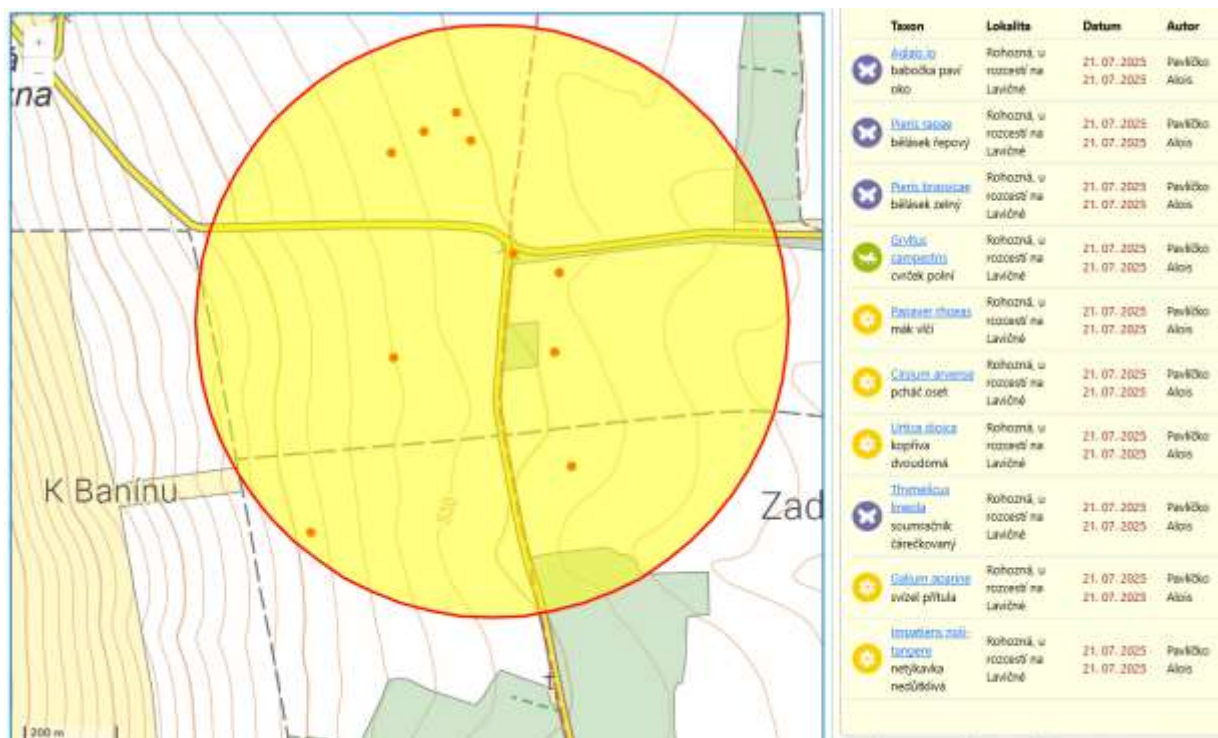 +
−
á
zna
K Banínu
Zad
530
200 m
Taxon Lokalita Datum Autor
Aglais io
babočka paví
oko
Rohozná, u
rozcestí na
Lavičné
21. 07. 2025
21. 07. 2025
Pavlíčko
Alois
Pieris rapae
bělásek řepový
Rohozná, u
rozcestí na
Lavičné
21. 07. 2025
21. 07. 2025
Pavlíčko
Alois
Pieris brassicae
bělásek zelný
Rohozná, u
rozcestí na
Lavičné
21. 07. 2025
21. 07. 2025
Pavlíčko
Alois
Gryllus
campestris
cvrček polní
Rohozná, u
rozcestí na
Lavičné
21. 07. 2025
21. 07. 2025
Pavlíčko
Alois
Papaver rhoeas
mák vlčí
Rohozná, u
rozcestí na
Lavičné
21. 07. 2025
21. 07. 2025
Pavlíčko
Alois
Cirsium arvense
pcháč oset
Rohozná, u
rozcestí na
Lavičné
21. 07. 2025
21. 07. 2025
Pavlíčko
Alois
Urtica dioica
kopřiva
dvoudomá
Rohozná, u
rozcestí na
Lavičné
21. 07. 2025
21. 07. 2025
Pavlíčko
Alois
Thymelicus
lineola
soumračník
čárečkovaný
Rohozná, u
rozcestí na
Lavičné
21. 07. 2025
21. 07. 2025
Pavlíčko
Alois
Galium aparine
svízel přítula
Rohozná, u
rozcestí na
Lavičné
21. 07. 2025
21. 07. 2025
Pavlíčko
Alois
Impatiens noli-
tangere
netýkavka
nedůtklivá
Rohozná, u
rozcestí na
Lavičné
21. 07. 2025
21. 07. 2025
Pavlíčko
Alois